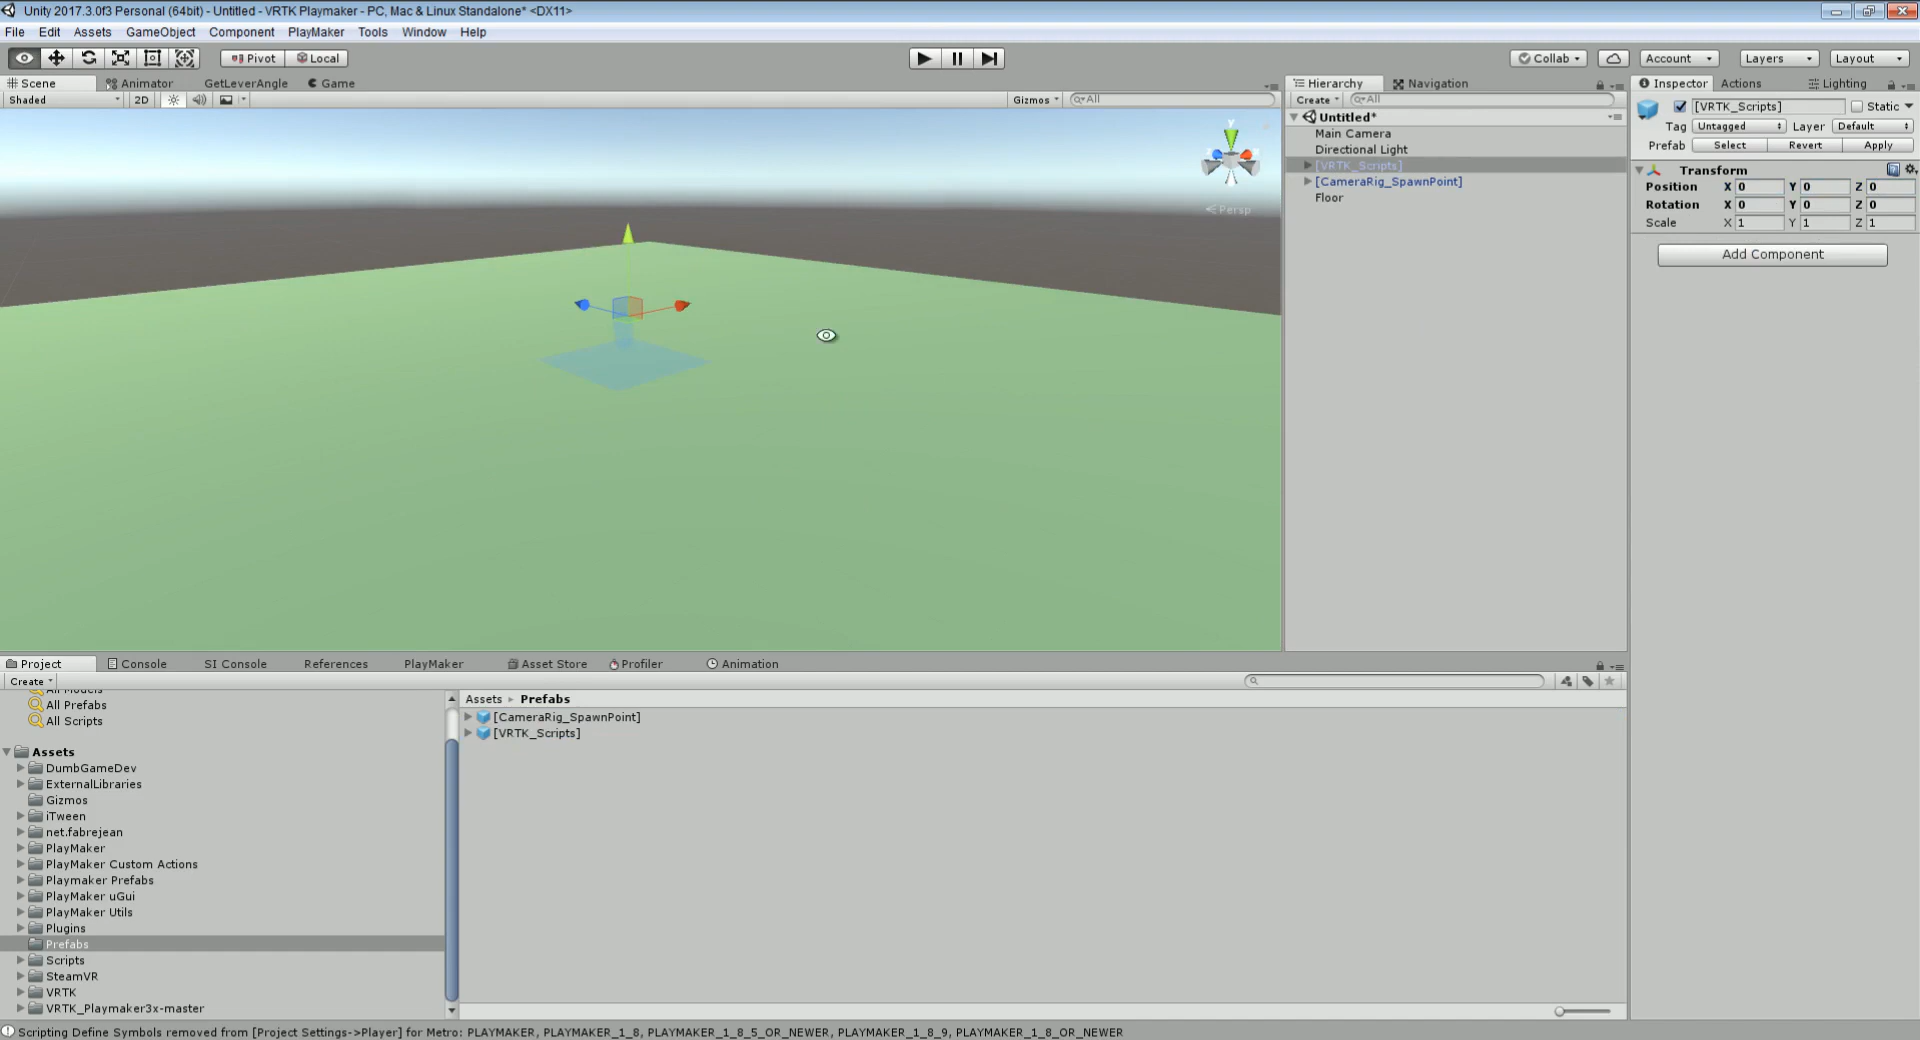 Unity 2017.3.0f3 Personal (64bit) - Untitled - VRTK Playmaker - PC, Mac & Linux Standalone* <DX11>
File Edit Assets GameObject Component PlayMaker Tools Window Help
Pivot Local Collab Account Layers Layout
Scene Animator GetLeverAngle Game
Shaded 2D Gizmos All
y
Persp
Hierarchy Navigation
Create All
Untitled*
Main Camera
Directional Light
[VRTK_Scripts]
[CameraRig_SpawnPoint]
Floor
Inspector Actions Lighting
[VRTK_Scripts] Static
Tag Untagged Layer Default
Prefab Select Revert Apply
Transform
Position X 0 Y 0 Z 0
Rotation X 0 Y 0 Z 0
Scale X 1 Y 1 Z 1
Add Component
Project Console SI Console References PlayMaker Asset Store Profiler Animation
Create
All Models
All Prefabs
All Scripts
Assets
DumbGameDev
ExternalLibraries
Gizmos
iTween
net.fabrejean
PlayMaker
PlayMaker Custom Actions
Playmaker Prefabs
PlayMaker uGui
PlayMaker Utils
Plugins
Prefabs
Scripts
SteamVR
VRTK
VRTK_Playmaker3x-master
Assets Prefabs
[CameraRig_SpawnPoint]
[VRTK_Scripts]
Scripting Define Symbols removed from [Project Settings->Player] for Metro: PLAYMAKER, PLAYMAKER_1_8, PLAYMAKER_1_8_5_OR_NEWER, PLAYMAKER_1_8_9, PLAYMAKER_1_8_OR_NEWER